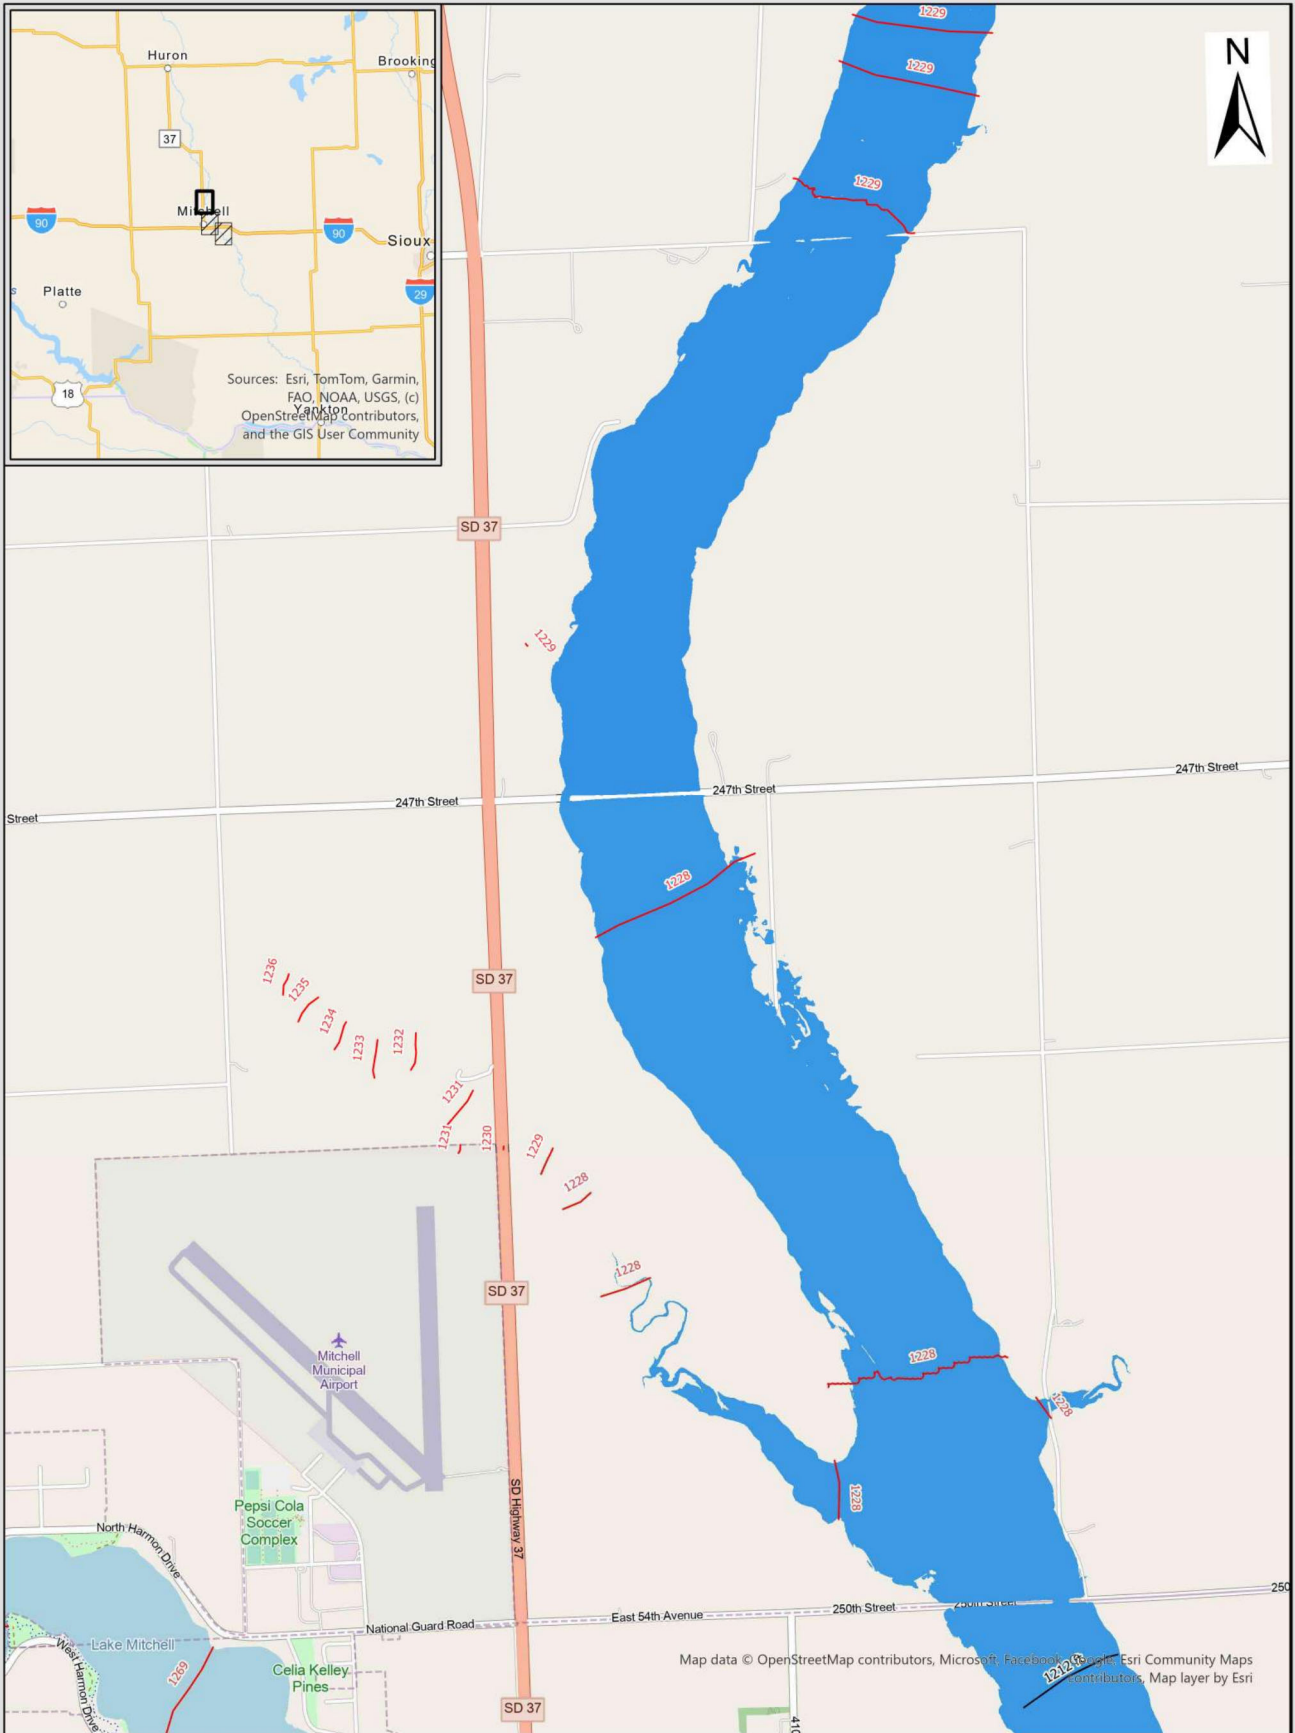 Huron
Brooking
37
Mitchell
90
90
Sioux
29
Platte
18
Yankton
Sources: Esri, TomTom, Garmin,
FAO, NOAA, USGS, (c)
OpenStreetMap contributors,
and the GIS User Community
N
1229
1229
1229
SD 37
1229
247th Street
247th Street
247th Street
Street
1228
1236
1235
1234
1233
1232
SD 37
1231
1231
1230
1229
1228
1228
SD 37
Mitchell
Municipal
Airport
1228
1228
1228
SD Highway 37
Pepsi Cola
Soccer
Complex
North Harmon Drive
250
250th Street
250th Street
East 54th Avenue
National Guard Road
Lake Mitchell
West Harmon Drive
1269
Celia Kelley
Pines
SD 37
410
Map data © OpenStreetMap contributors, Microsoft, Facebook, Google, Esri Community Maps
contributors, Map layer by Esri